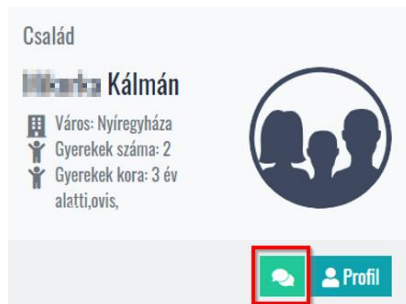 Család
Kálmán
Város: Nyíregyháza
Gyerekek száma: 2
Gyerekek kora: 3 év
alatti,ovis,
Profil